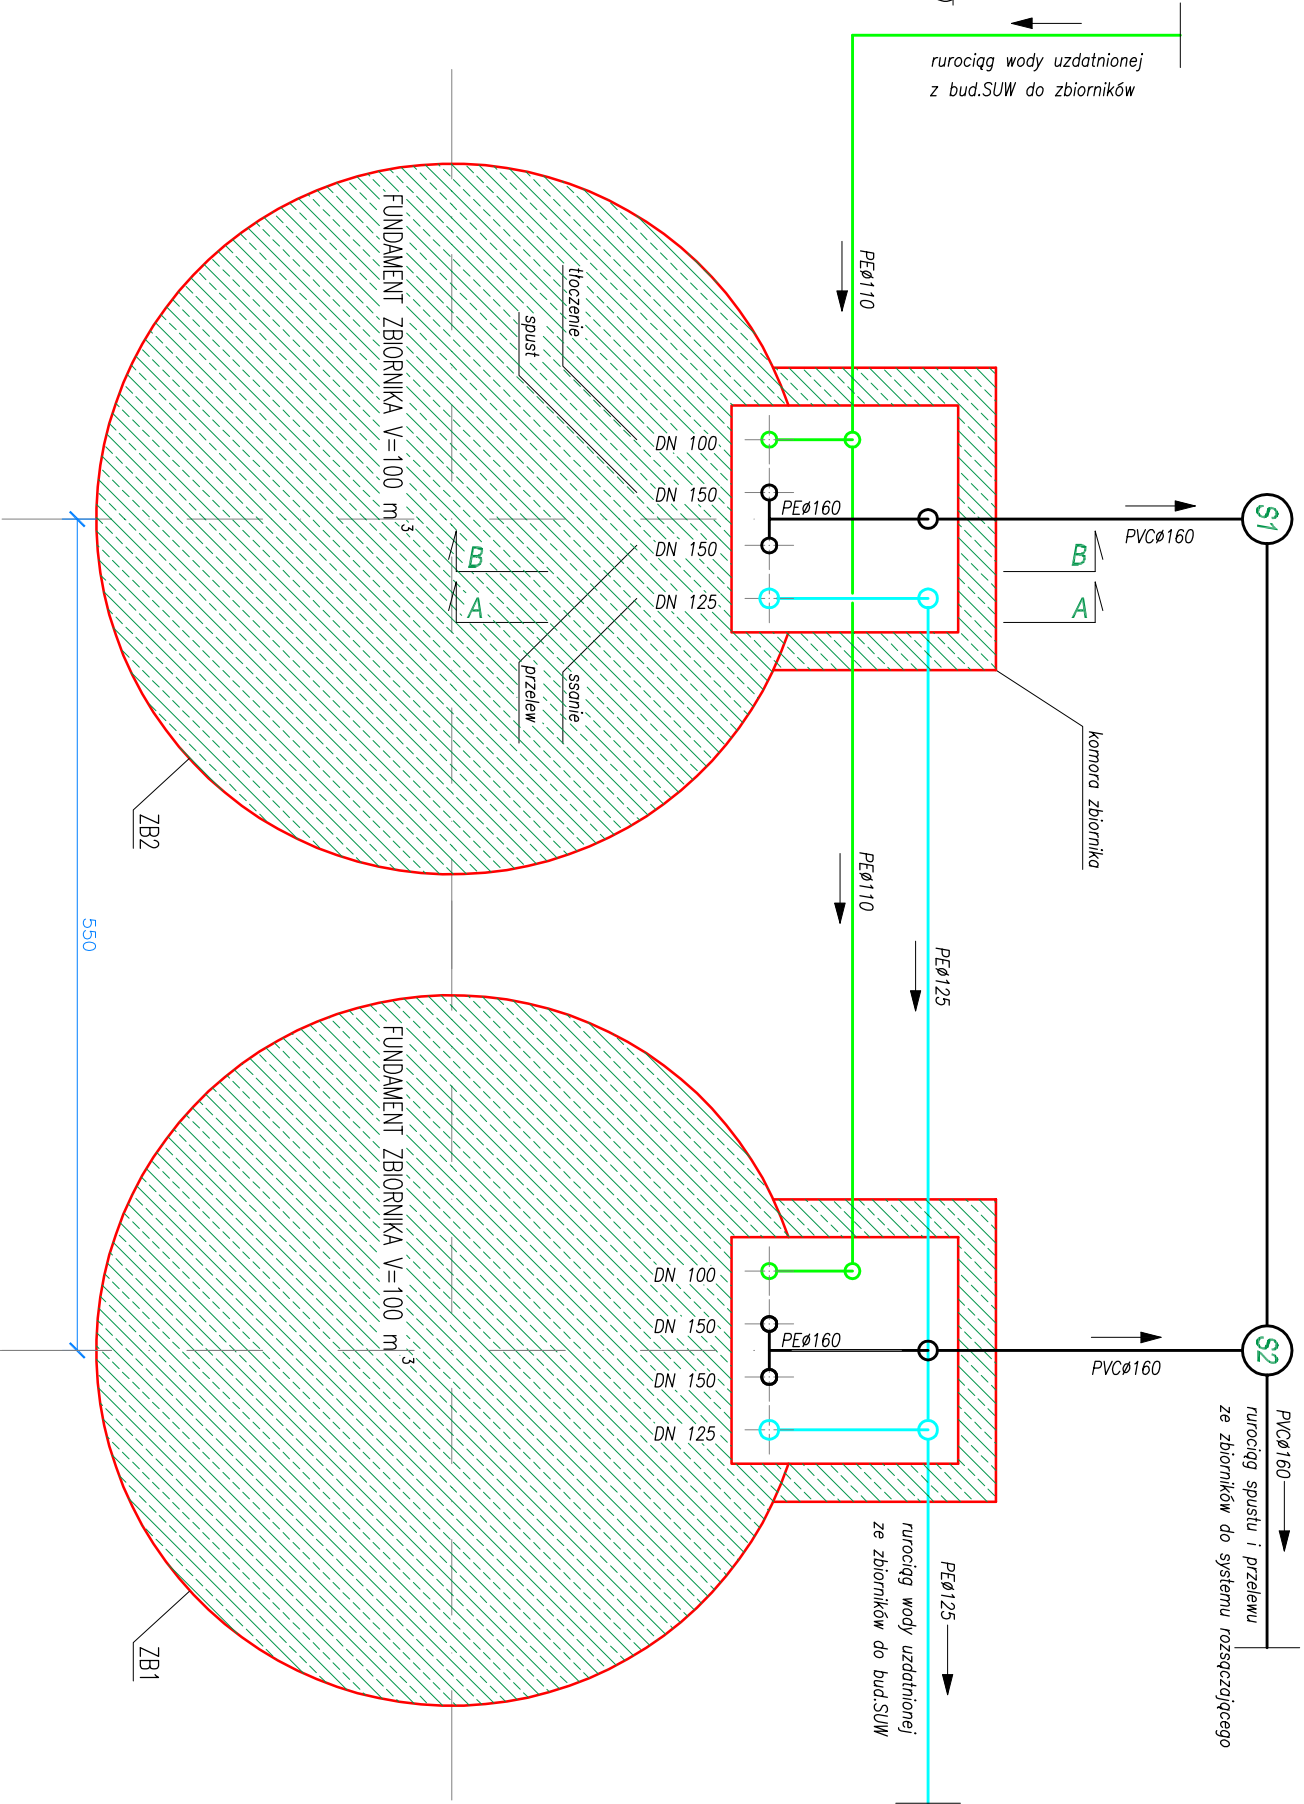 rurociąg wody uzdatnionej
z bud.SUW do zbiorników
PEø110
FUNDAMENT ZBIORNIKA V=100 m³
tłoczenie
spust
DN 100
DN 150
DN 150
DN 125
PEø160
PVCø160
S1
B
A
B
A
ssanie
przelew
komora zbiornika
ZB2
550
PEø110
PEø125
FUNDAMENT ZBIORNIKA V=100 m³
DN 100
DN 150
DN 150
DN 125
PEø160
PVCø160
S2
PVCø160
rurociąg spustu i przelewu
ze zbiorników do systemu rozsączającego
PEø125
rurociąg wody uzdatnionej
ze zbiorników do bud.SUW
ZB1